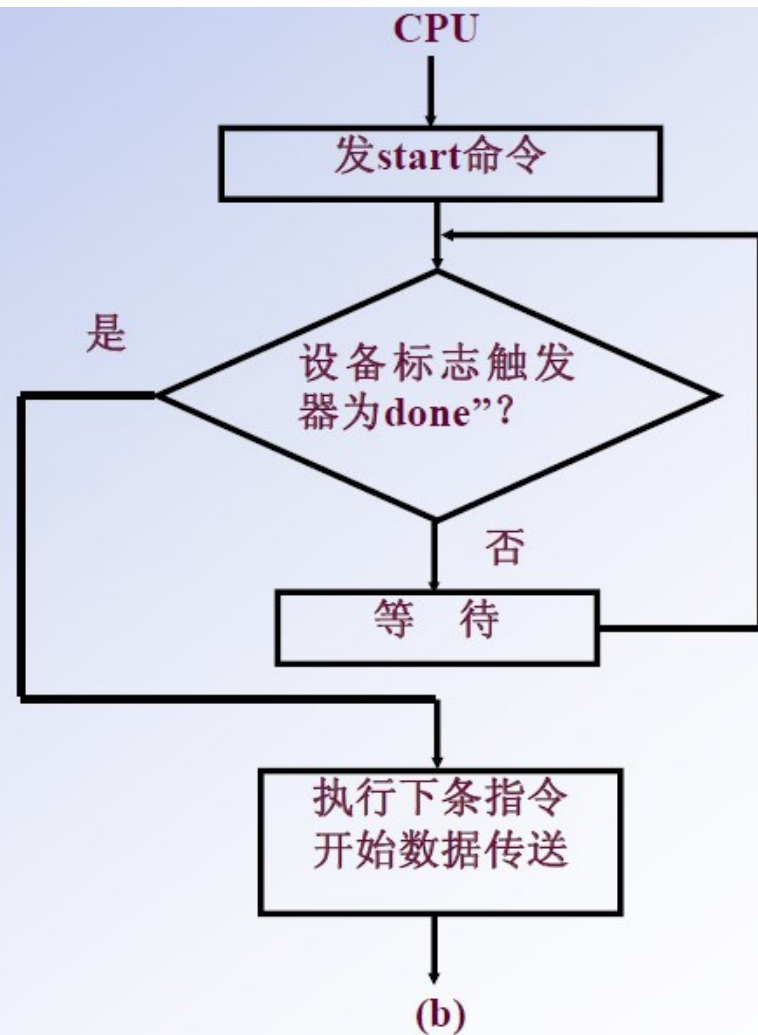 CPU
发start命令
是
设备标志触发
器为done”?
否
等 待
执行下条指令
开始数据传送
(b)